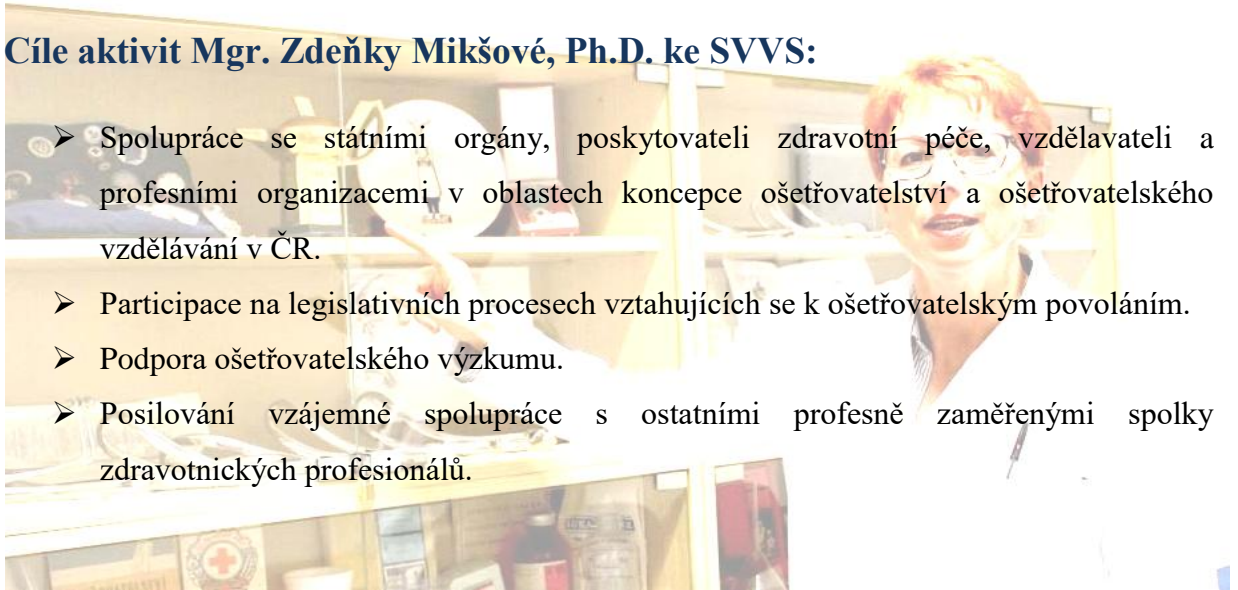 Cíle aktivit Mgr. Zdeňky Mikšové, Ph.D. ke SVVS:
➢ Spolupráce se státními orgány, poskytovateli zdravotní péče, vzdělavateli a
profesními organizacemi v oblastech koncepce ošetřovatelství a ošetřovatelského
vzdělávání v ČR.
➢ Participace na legislativních procesech vztahujících se k ošetřovatelským povoláním.
➢ Podpora ošetřovatelského výzkumu.
➢ Posilování vzájemné spolupráce s ostatními profesně zaměřenými spolky
zdravotnických profesionálů.